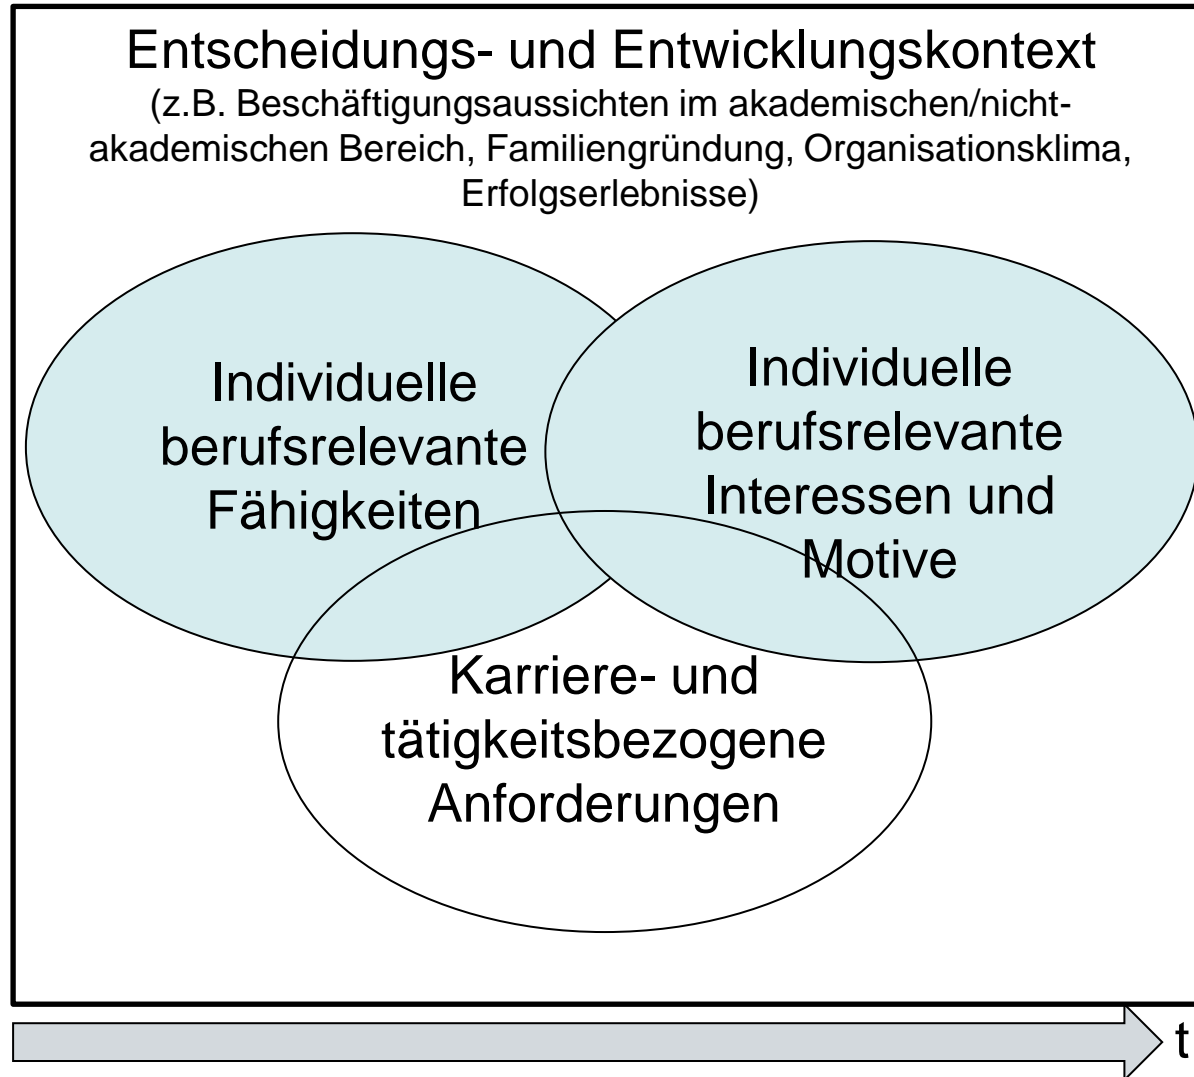 Entscheidungs- und Entwicklungskontext
(z.B. Beschäftigungsaussichten im akademischen/nicht-
akademischen Bereich, Familiengründung, Organisationsklima,
Erfolgserlebnisse)
Individuelle
berufsrelevante
Fähigkeiten
Individuelle
berufsrelevante
Interessen und
Motive
Karriere- und
tätigkeitsbezogene
Anforderungen
t